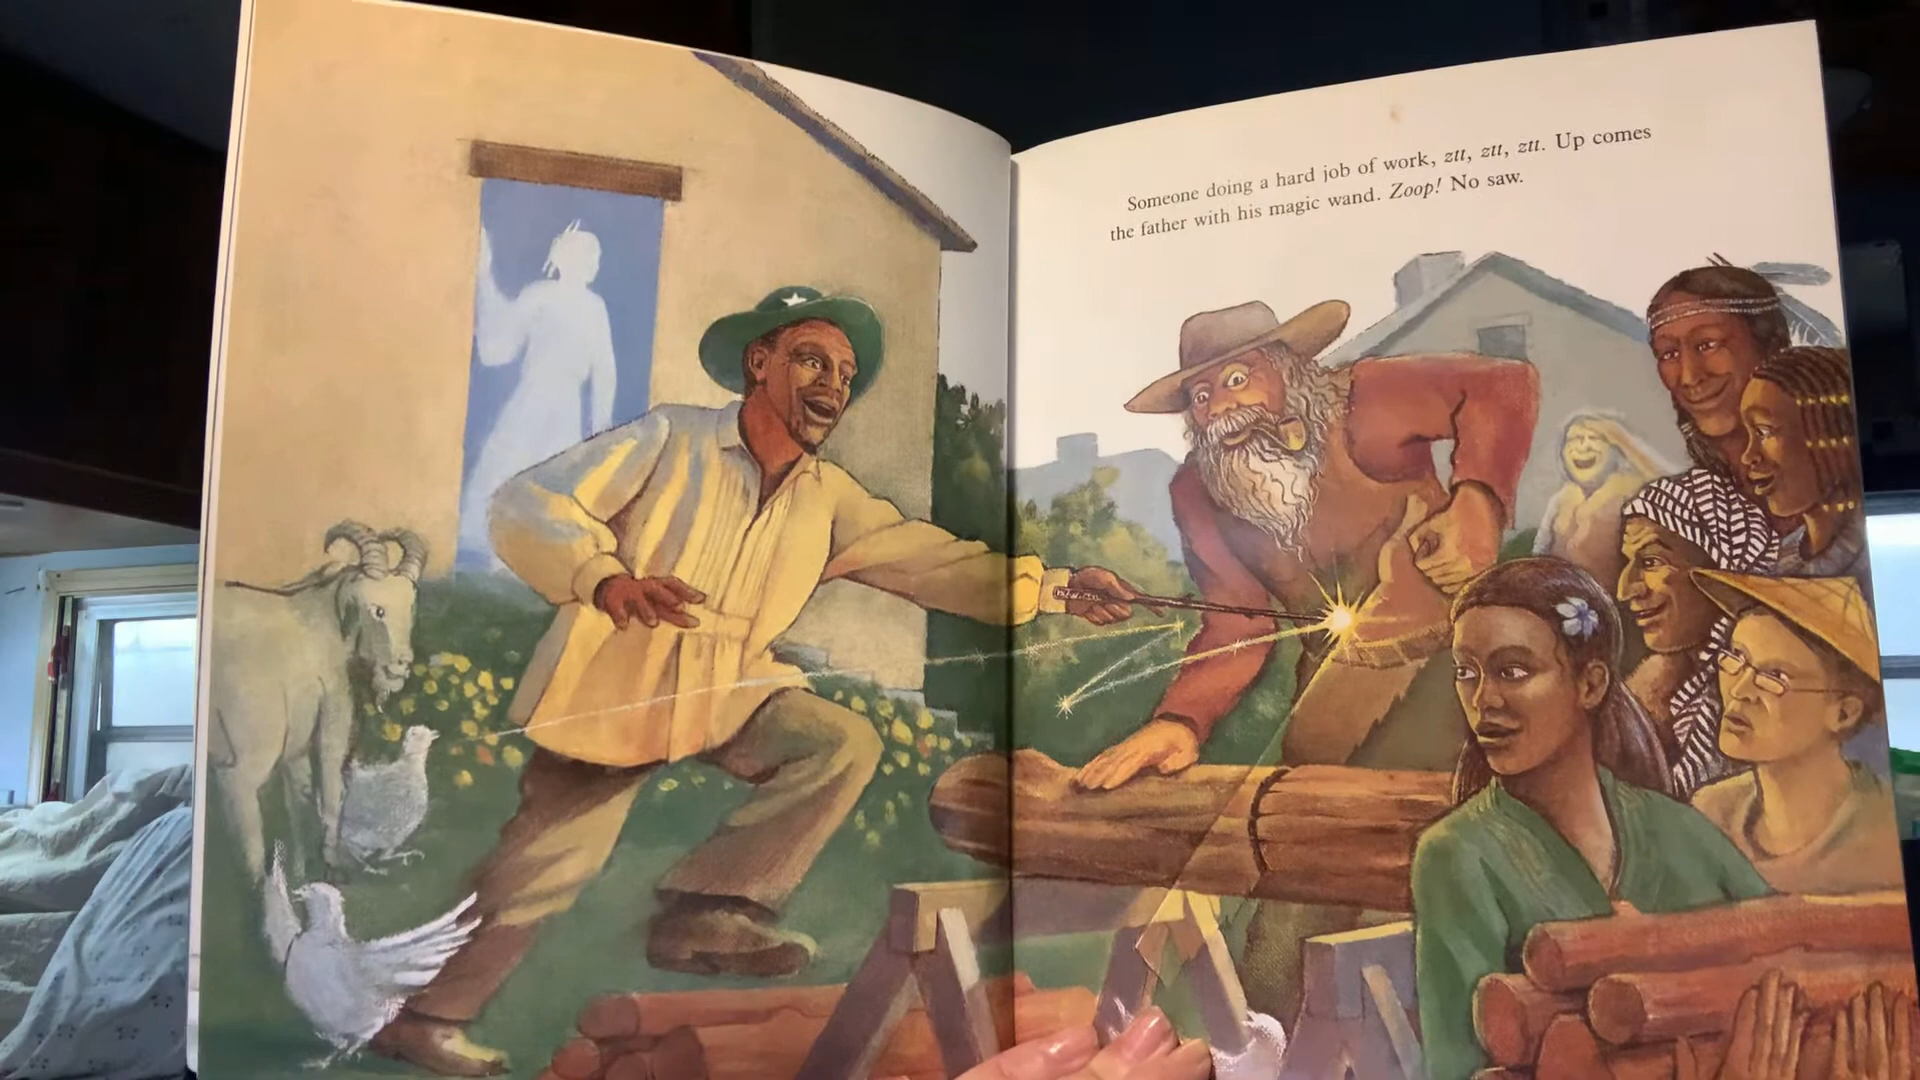 Someone doing a hard job of work, ztt, ztt, ztt. Up comes
the father with his magic wand. Zoop! No saw.